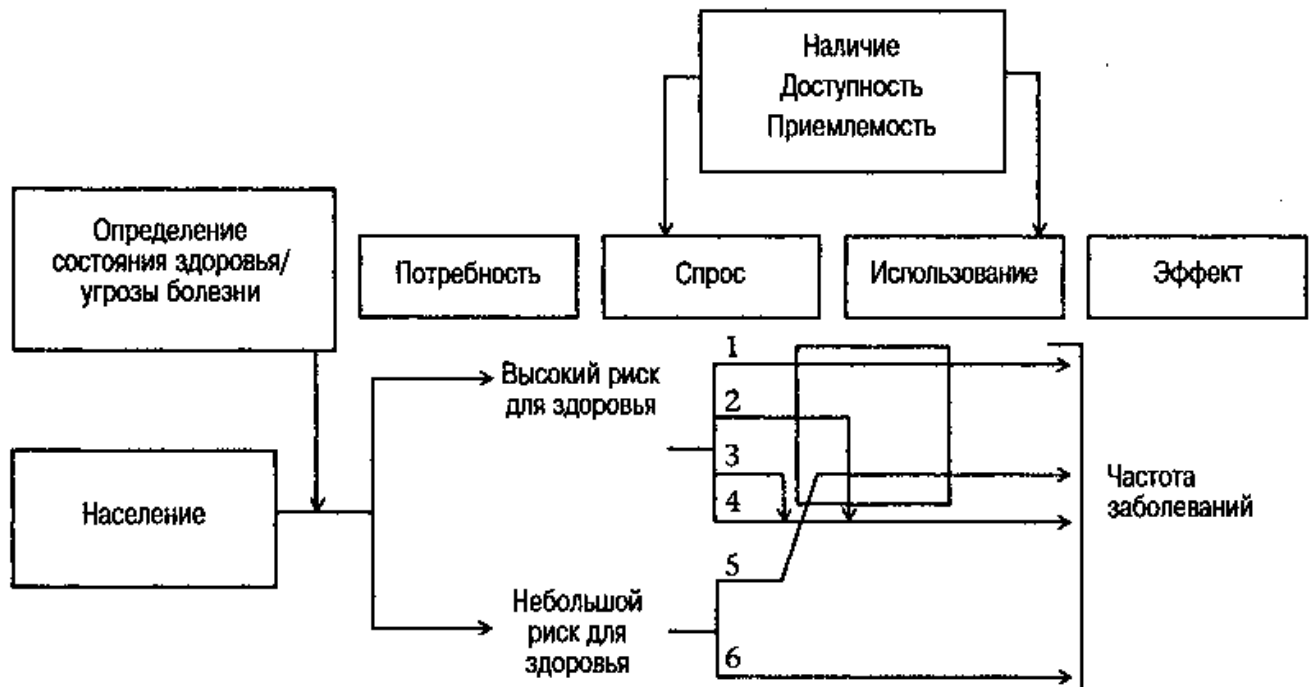 Наличие
Доступность
Приемлемость
Определение
состояния здоровья/
угрозы болезни
Потребность
Спрос
Использование
Эффект
Население
Высокий риск
для здоровья
Небольшой
риск для
здоровья
1
2
3
4
5
6
Частота
заболеваний